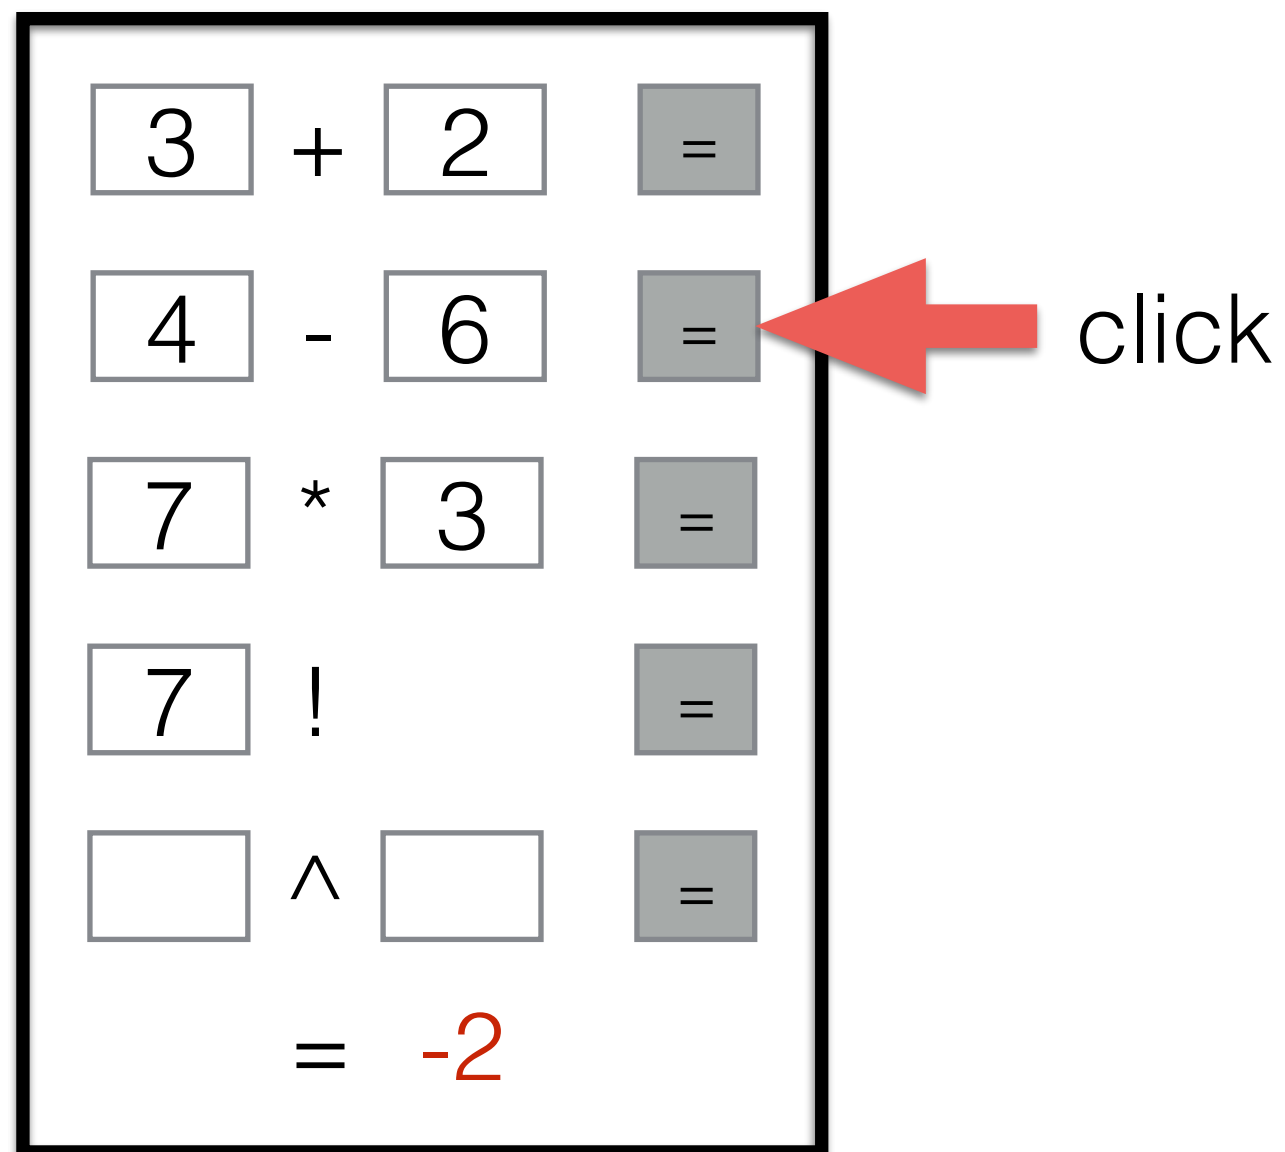 3 + 2 =
4 - 6 = click
7 * 3 =
7 ! =
^ =
= -2